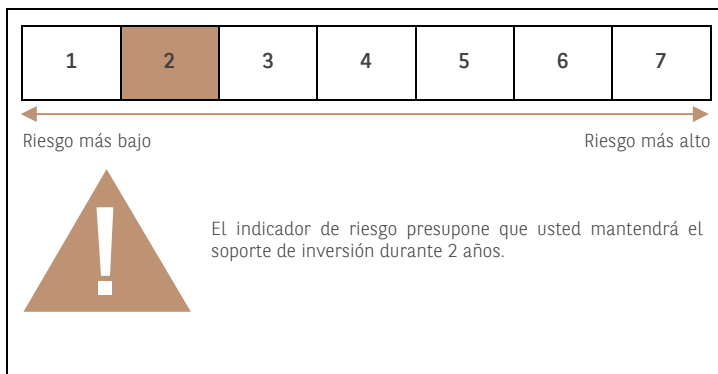 1 2 3 4 5 6 7
Riesgo más bajo Riesgo más alto
!
El indicador de riesgo presupone que usted mantendrá el
soporte de inversión durante 2 años.